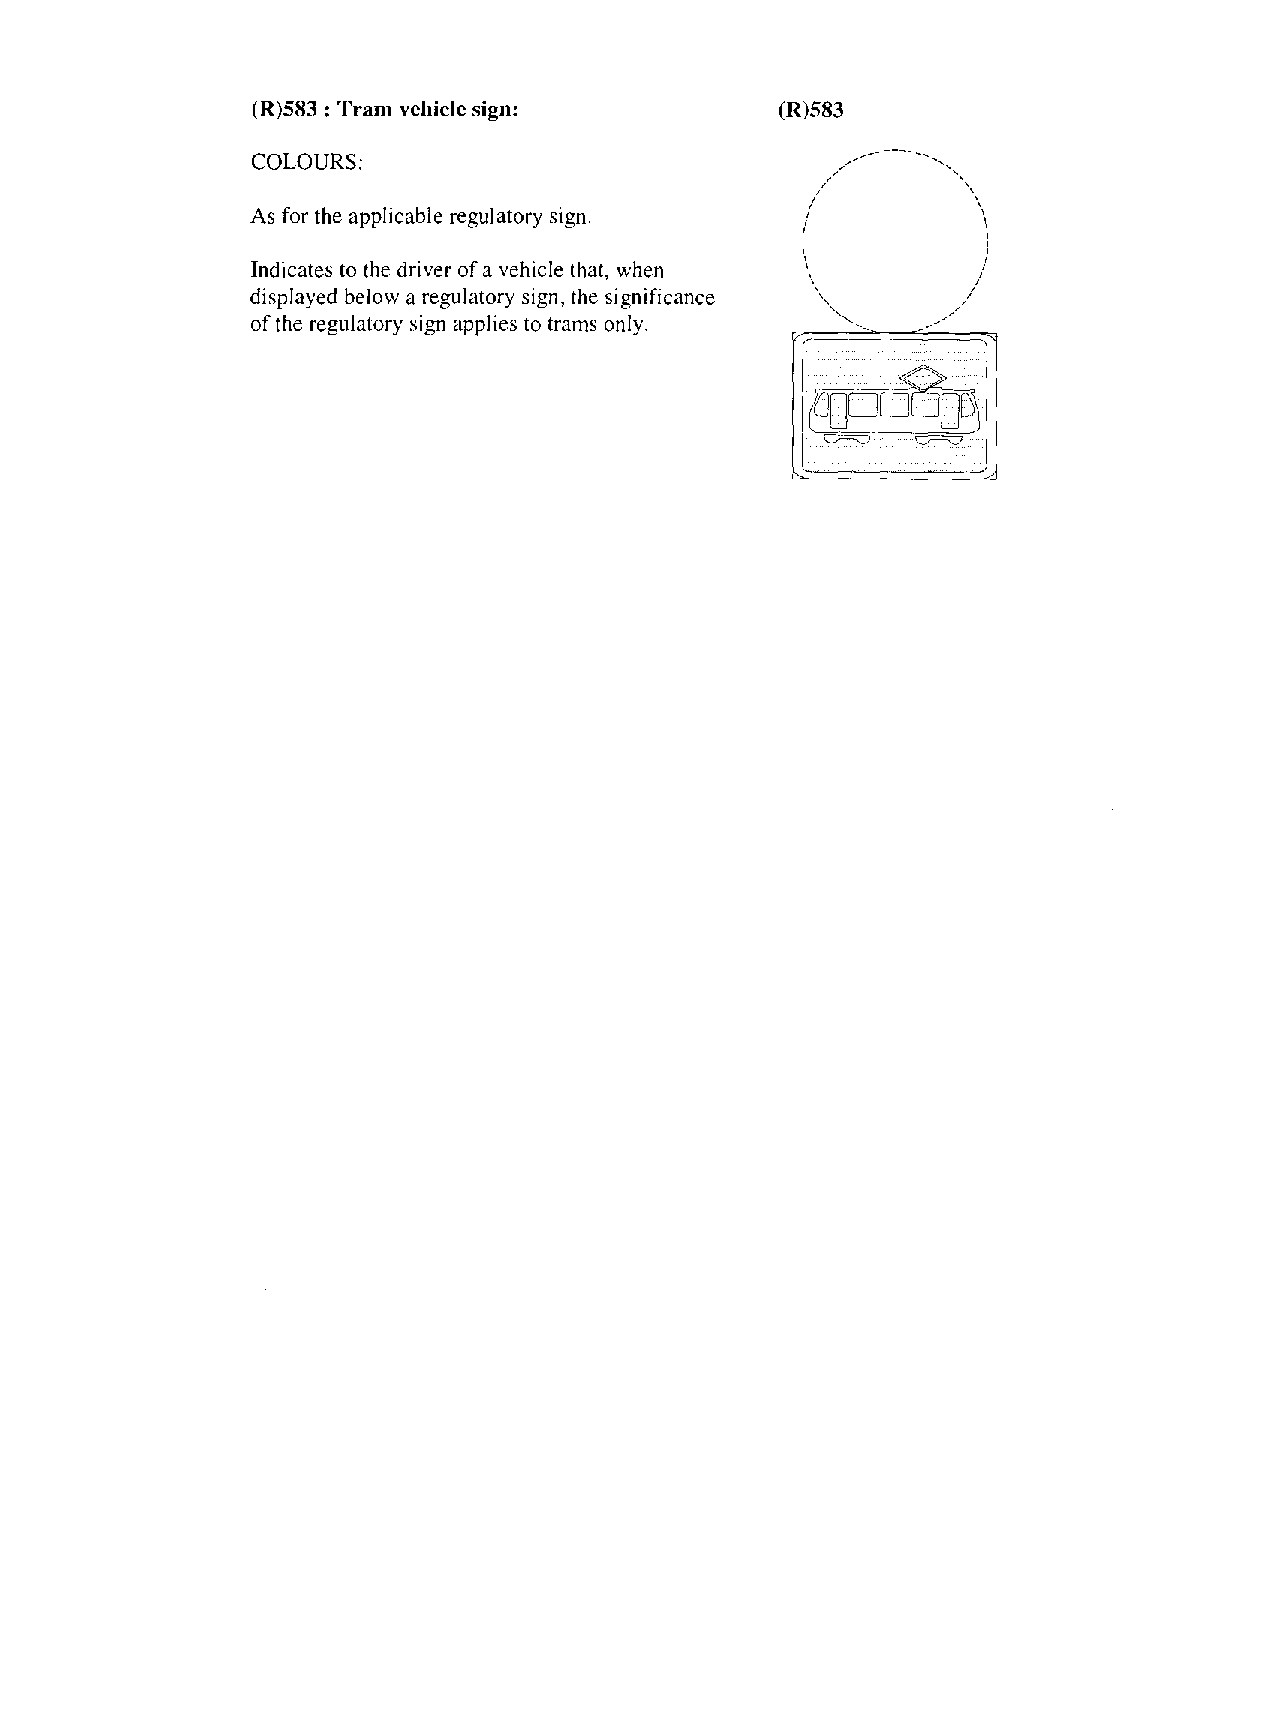 (R)583 : Tram vehicle sign:
(R)583
COLOURS:
As for the applicable regulatory sign.
Indicates to the driver of a vehicle that, when
displayed below a regulatory sign, the significance
of the regulatory sign applies to trams only.